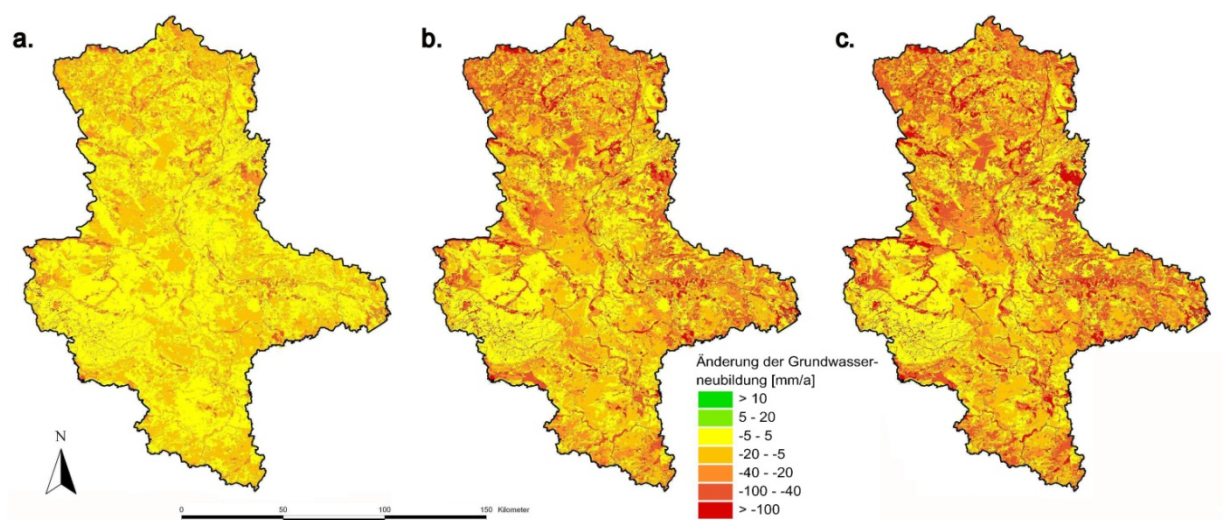 a.
b.
c.
Änderung der Grundwasser-
neubildung [mm/a]
> 10
5 - 20
-5 - 5
-20 - -5
-40 - -20
-100 - -40
> -100
N
0 50 100 150 Kilometer